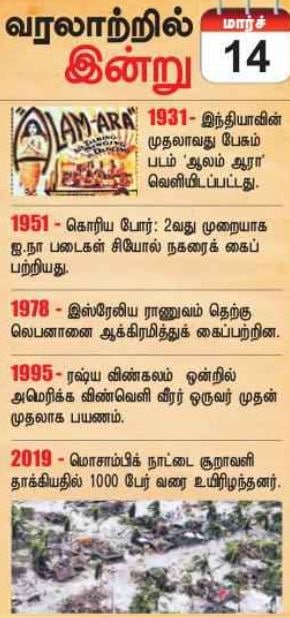 வரலாற்றில்
இன்று
மார்ச்
14
ALAM-ARA
1931- இந்தியாவின்
முதலாவது பேசும்
படம் 'ஆலம் ஆரா'
வெளியிடப்பட்டது.
1951 - கொரிய போர்: 2வது முறையாக
ஐ.நா படைகள் சியோல் நகரைக் கைப்
பற்றியது.
1978 - இஸ்ரேலிய ராணுவம் தெற்கு
லெபனானை ஆக்கிரமித்துக் கைப்பற்றின.
1995 - ரஷ்ய விண்கலம் ஒன்றில்
அமெரிக்க விண்வெளி வீரர் ஒருவர் முதன்
முதலாக பயணம்.
2019 - மொசாம்பிக் நாட்டை சூறாவளி
தாக்கியதில் 1000 பேர் வரை உயிரிழந்தனர்.